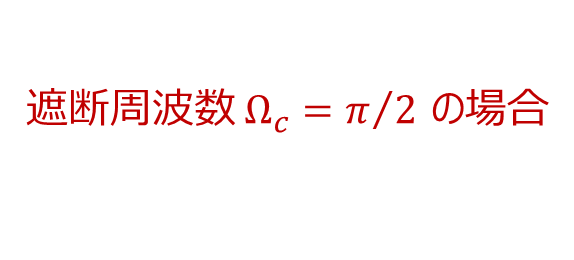 遮断周波数 Ω𝑐 = 𝜋/2 の場合